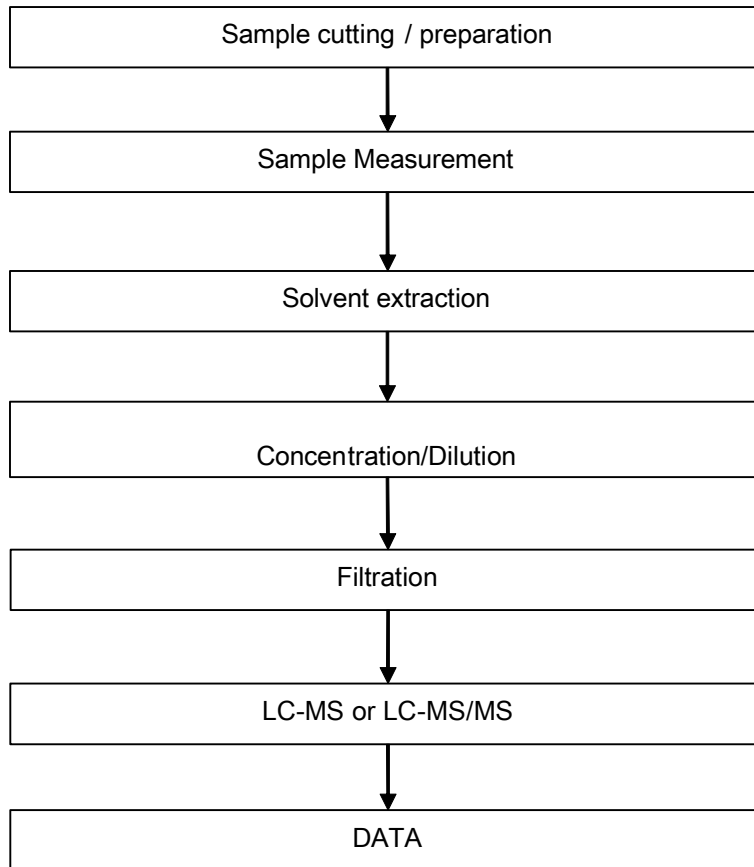 Sample cutting / preparation
Sample Measurement
Solvent extraction
Concentration/Dilution
Filtration
LC-MS or LC-MS/MS
DATA